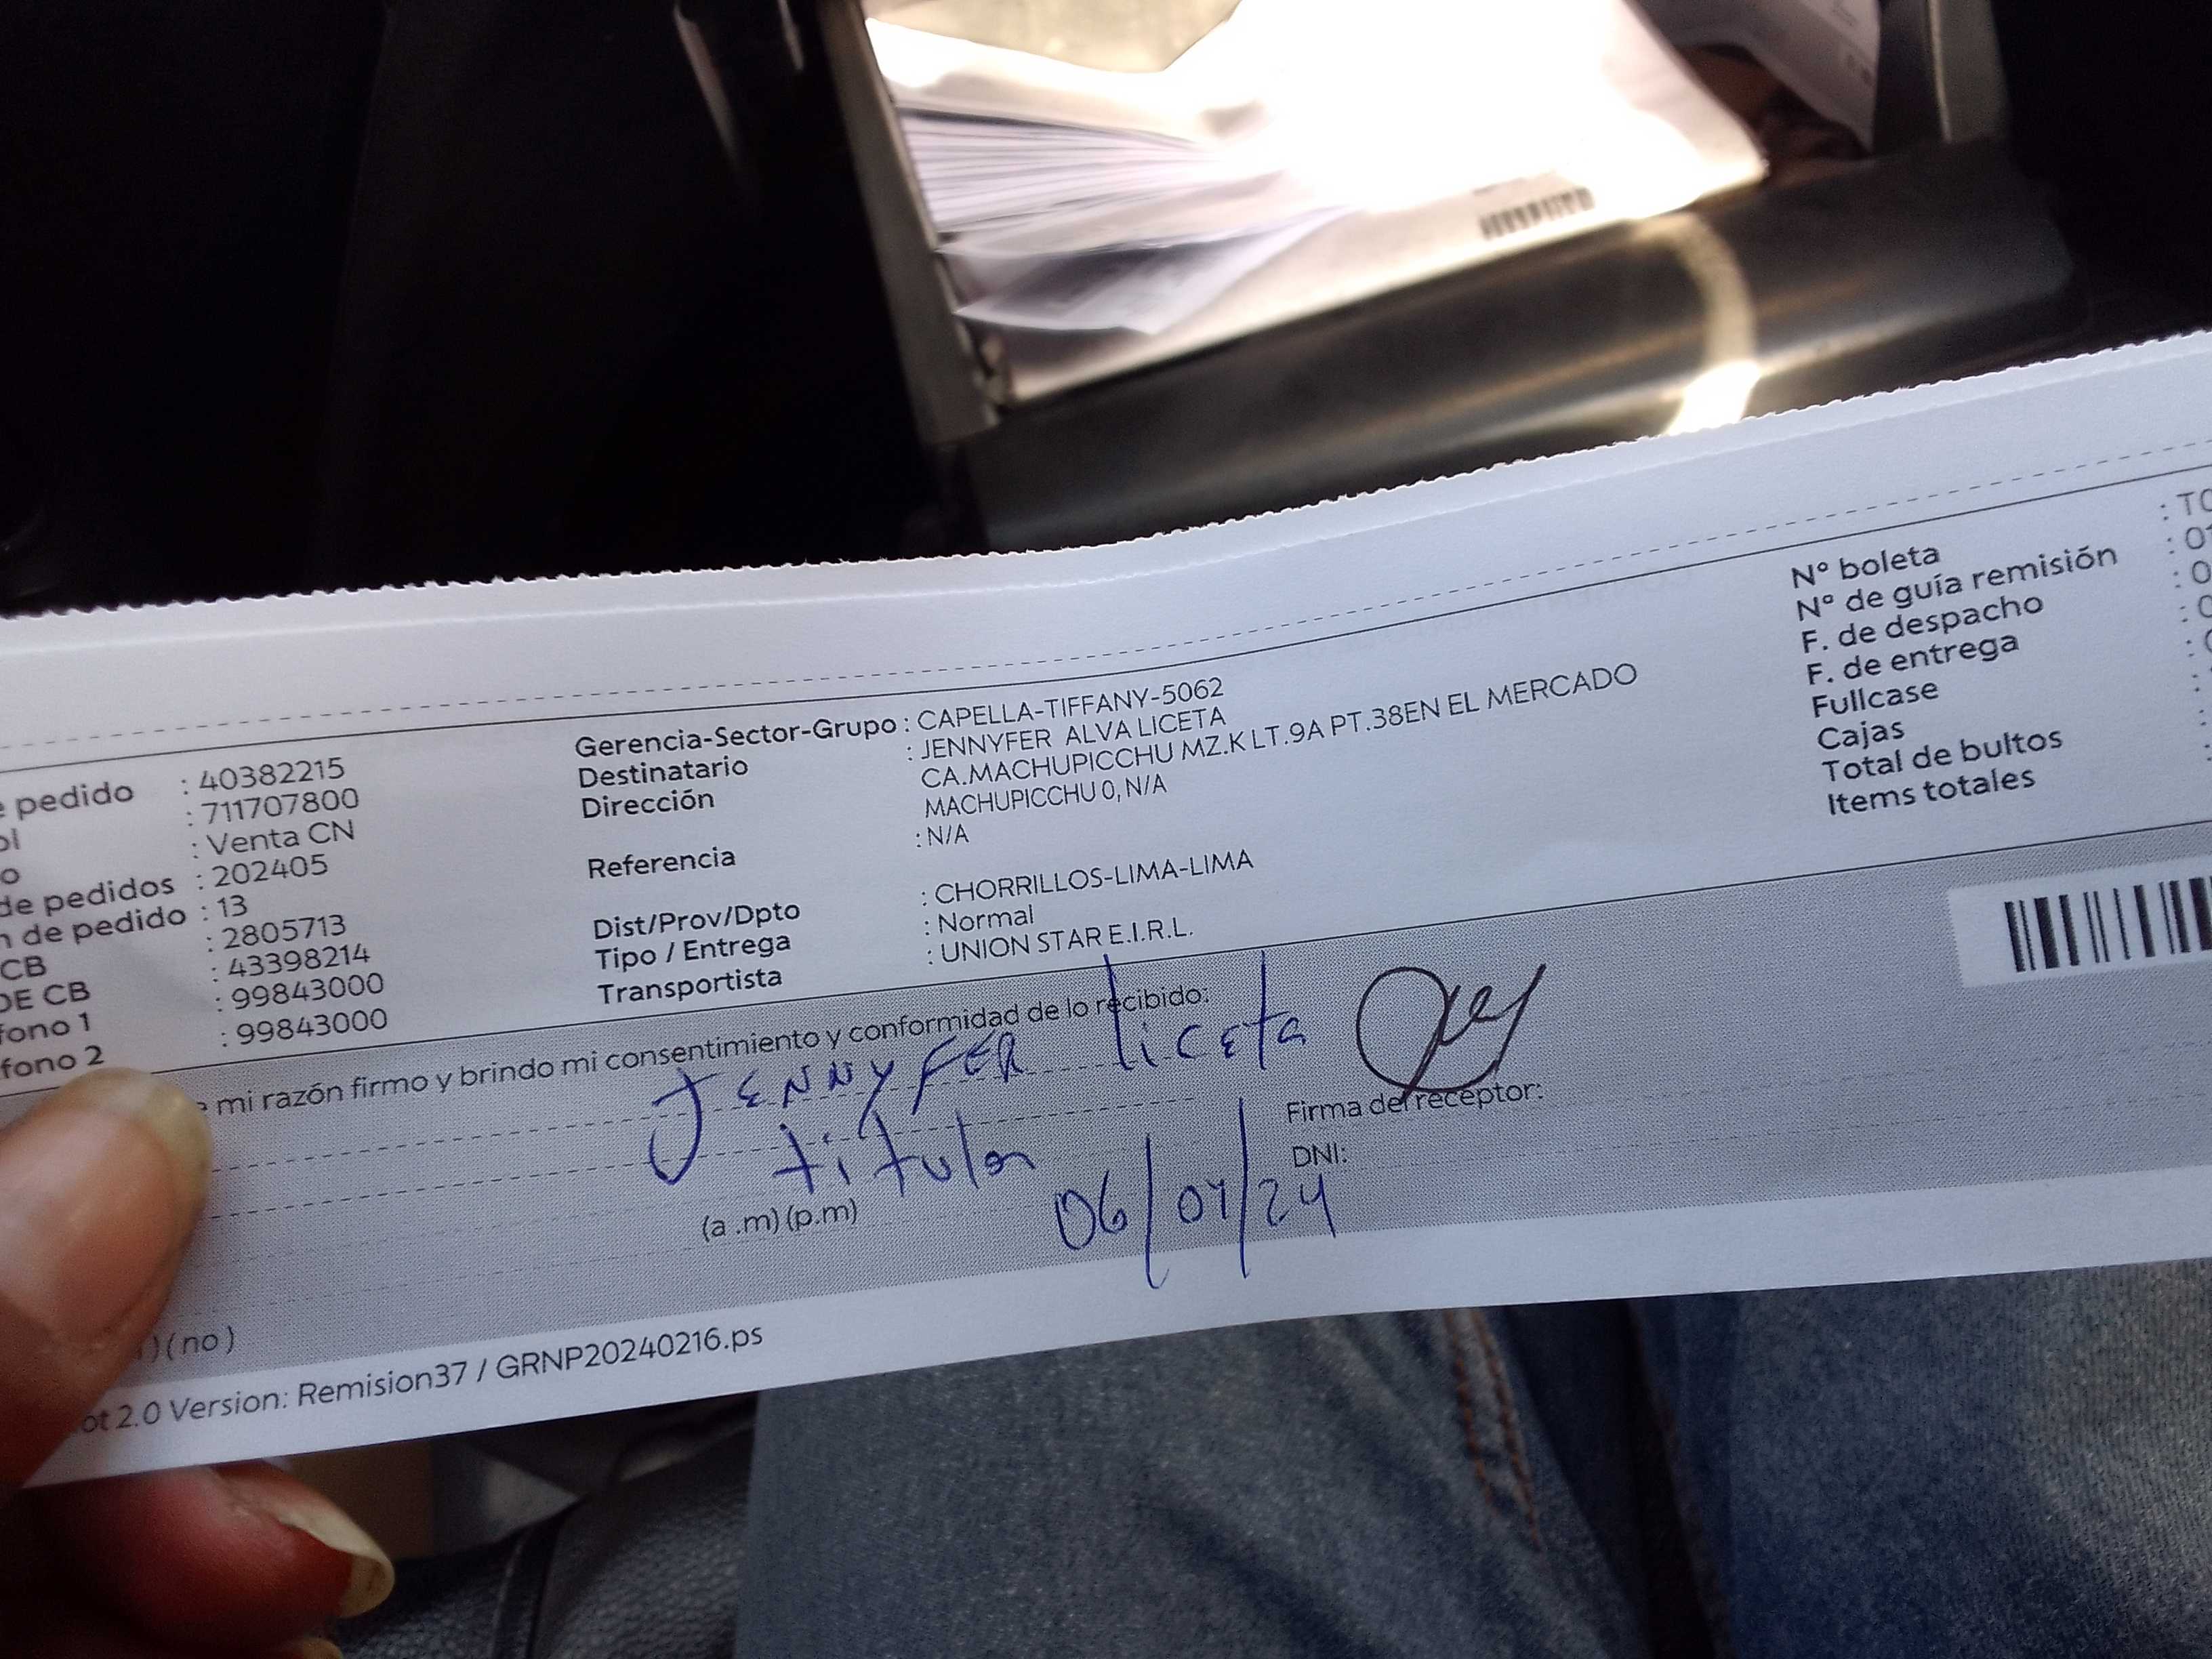 pedido : 40382215
: 711707800
: Venta CN
de pedidos : 202405
de pedido : 13
CB : 2805713
DE CB : 43398214
fono 1 : 99843000
fono 2 : 99843000
Gerencia-Sector-Grupo : CAPELLA-TIFFANY-5062
Destinatario : JENNYFER ALVA LICETA
Dirección CA.MACHUPICCHU MZ.K LT.9A PT.38EN EL MERCADO
MACHUPICCHU 0, N/A
Referencia : N/A
Dist/Prov/Dpto : CHORRILLOS-LIMA-LIMA
Tipo / Entrega : Normal
Transportista : UNION STAR E.I.R.L.
N° boleta
N° de guía remisión
F. de despacho
F. de entrega
Fullcase
Cajas
Total de bultos
Items totales
mi razón firmo y brindo mi consentimiento y conformidad de lo recibido:
JENNYFER liceta
titular
Firma del receptor:
DNI:
(a .m) (p.m)
(no)
2.0 Version: Remision37 / GRNP20240216.ps